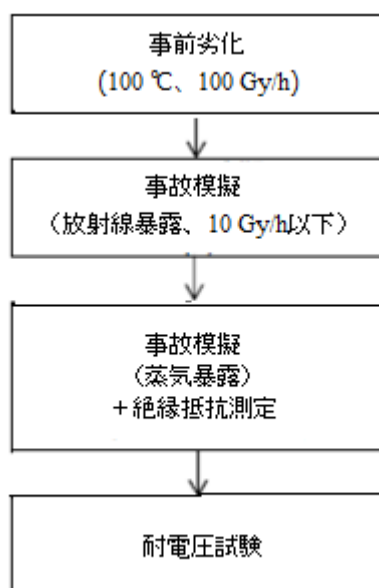 事前劣化
(100 ℃、100 Gy/h)
事故模擬
（放射線暴露、10 Gy/h以下）
事故模擬
（蒸気暴露）
＋絶縁抵抗測定
耐電圧試験